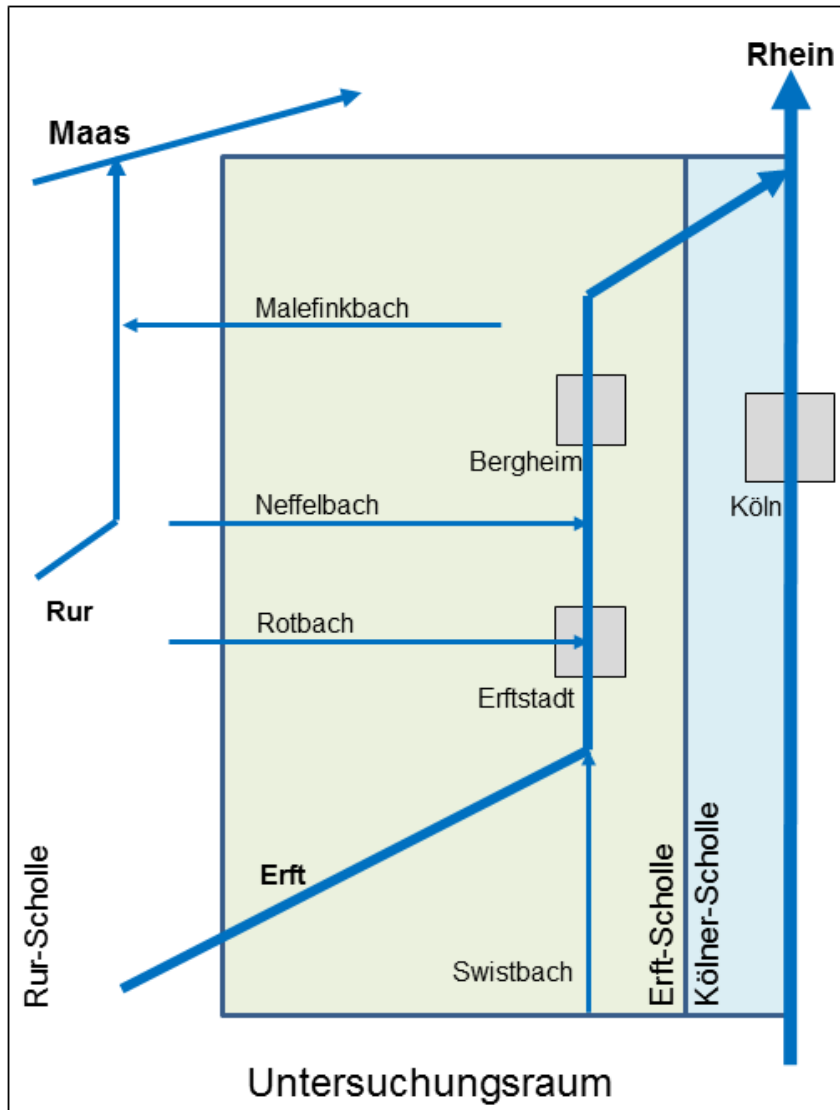 Rhein
Maas
Malefinkbach
Bergheim
Neffelbach
Köln
Rur
Rotbach
Erftstadt
Erft
Swistbach
Rur-Scholle
Erft-Scholle
Kölner-Scholle
Untersuchungsraum